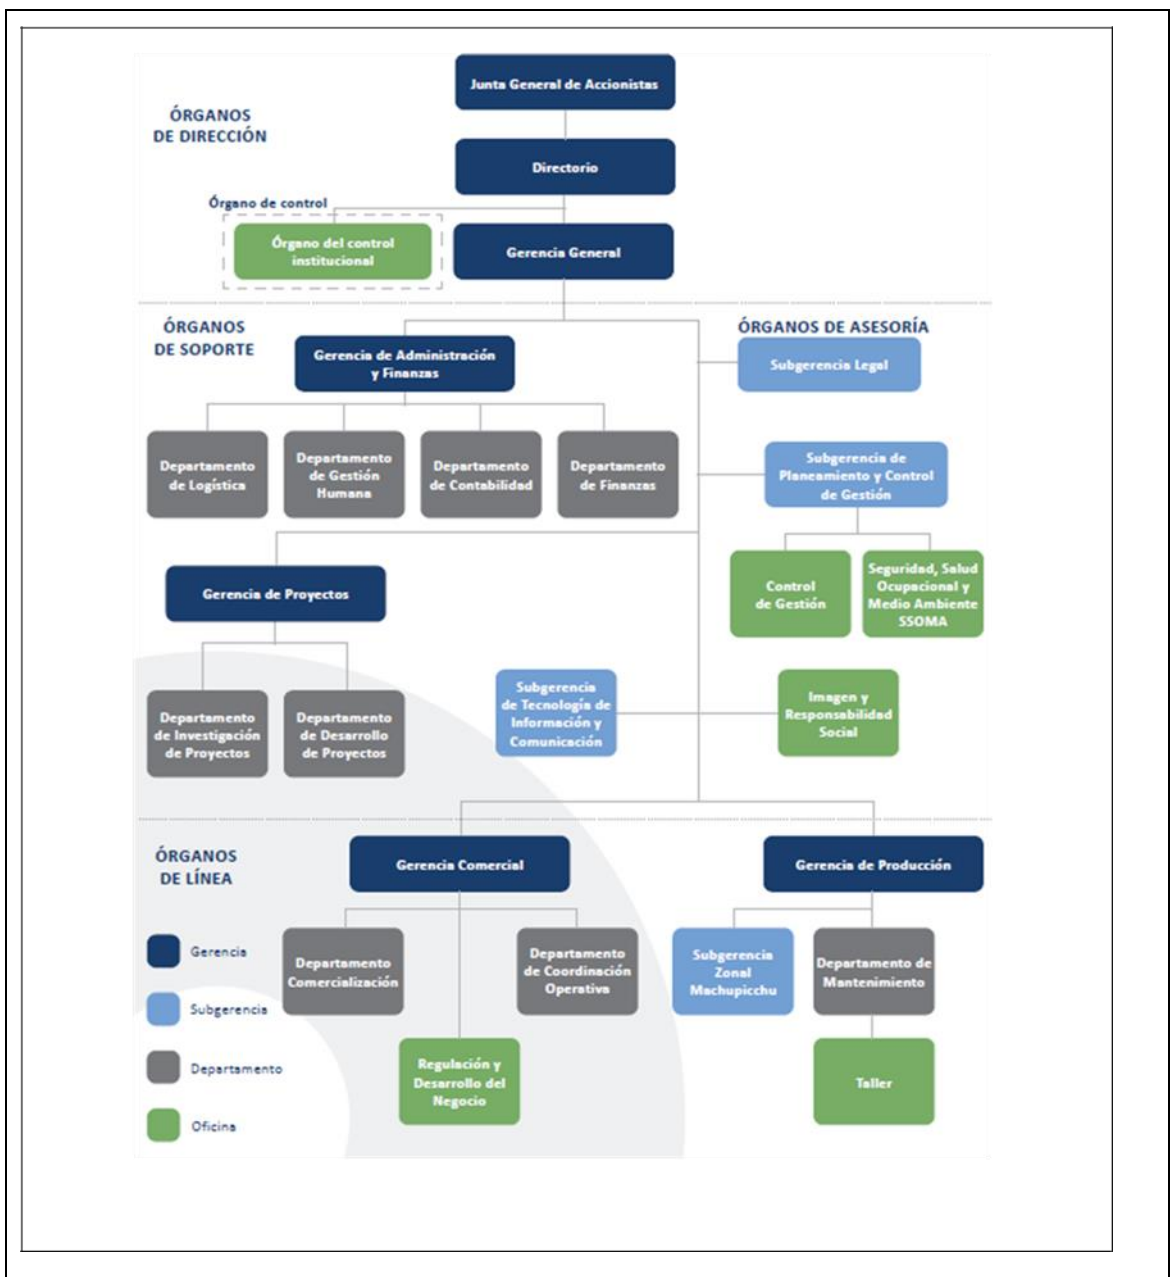 Junta General de Accionistas
ÓRGANOS
DE DIRECCIÓN
Directorio
Órgano de control
Órgano del control
institucional
Gerencia General
ÓRGANOS
DE SOPORTE
ÓRGANOS DE ASESORÍA
Gerencia de Administración
y Finanzas
Subgerencia Legal
Departamento
de Logística
Departamento
de Gestión
Humana
Departamento
de Contabilidad
Departamento
de Finanzas
Subgerencia de
Planeamiento y Control
de Gestión
Gerencia de Proyectos
Control
de Gestión
Seguridad, Salud
Ocupacional y
Medio Ambiente
SSOMA
Departamento
de Investigación
de Proyectos
Departamento
de Desarrollo
de Proyectos
Subgerencia
de Tecnología de
Información y
Comunicación
Imagen y
Responsabilidad
Social
ÓRGANOS
DE LÍNEA
Gerencia Comercial
Gerencia de Producción
Departamento
Comercialización
Departamento
de Coordinación
Operativa
Subgerencia
Zonal
Machupicchu
Departamento de
Mantenimiento
Regulación y
Desarrollo del
Negocio
Taller
Gerencia
Subgerencia
Departamento
Oficina